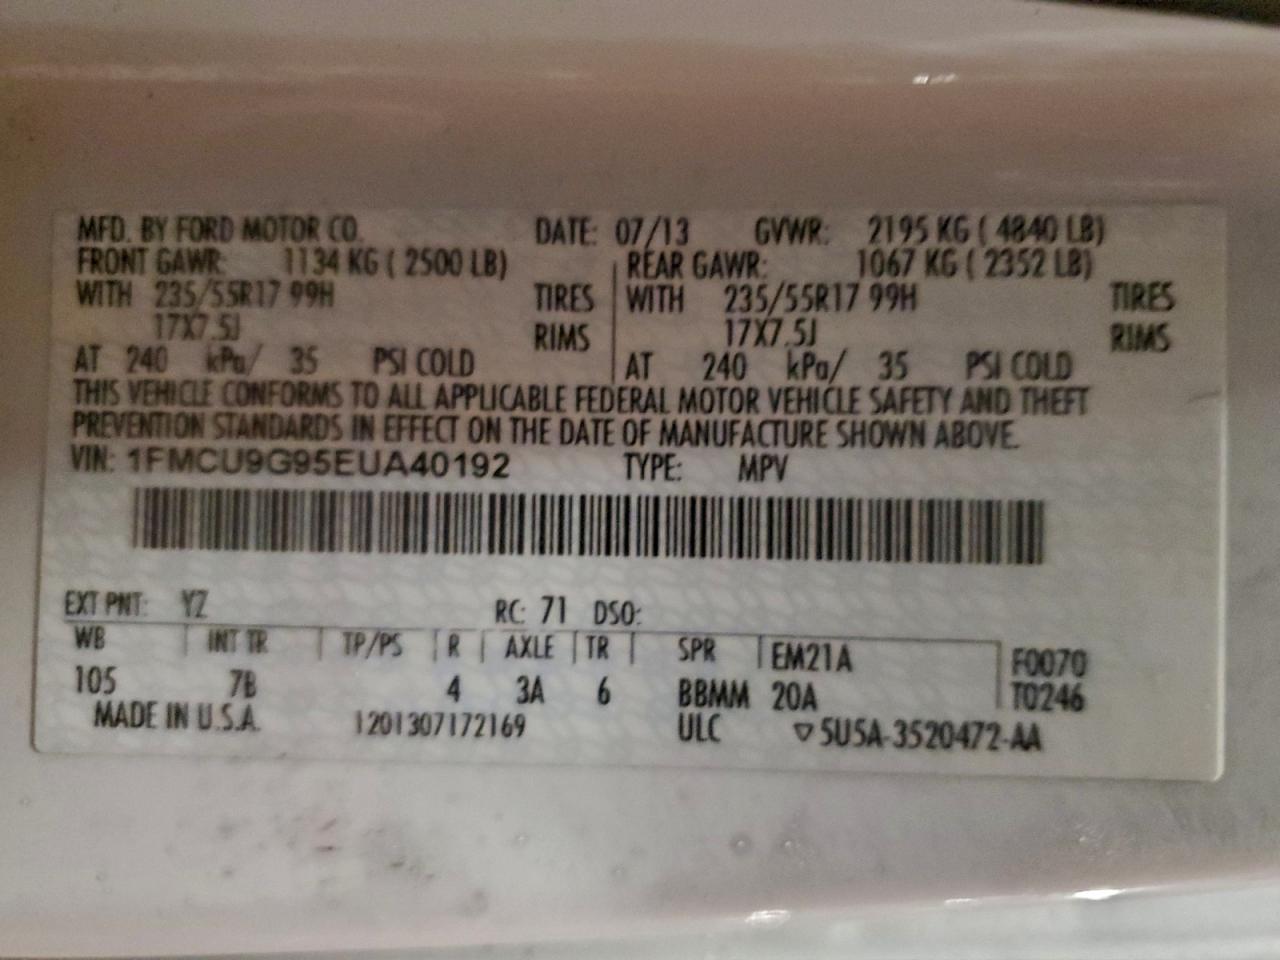 MFD. BY FORD MOTOR CO. DATE: 07/13 GVWR: 2195 KG ( 4840 LB)
FRONT GAWR: 1134 KG ( 2500 LB) REAR GAWR: 1067 KG ( 2352 LB)
WITH 235/55R17 99H TIRES WITH 235/55R17 99H TIRES
17X7.5J RIMS 17X7.5J RIMS
AT 240 kPa/ 35 PSI COLD AT 240 kPa/ 35 PSI COLD
THIS VEHICLE CONFORMS TO ALL APPLICABLE FEDERAL MOTOR VEHICLE SAFETY AND THEFT
PREVENTION STANDARDS IN EFFECT ON THE DATE OF MANUFACTURE SHOWN ABOVE.
VIN: 1FMCU9G95EUA40192 TYPE: MPV
EXT PNT: YZ RC: 71 DSO:
WB INT TR TP/PS R AXLE TR SPR EM21A F0070
105 7B 4 3A 6 BBMM 20A T0246
MADE IN U.S.A. 1201307172169 ULC ▽5U5A-3520472-AA